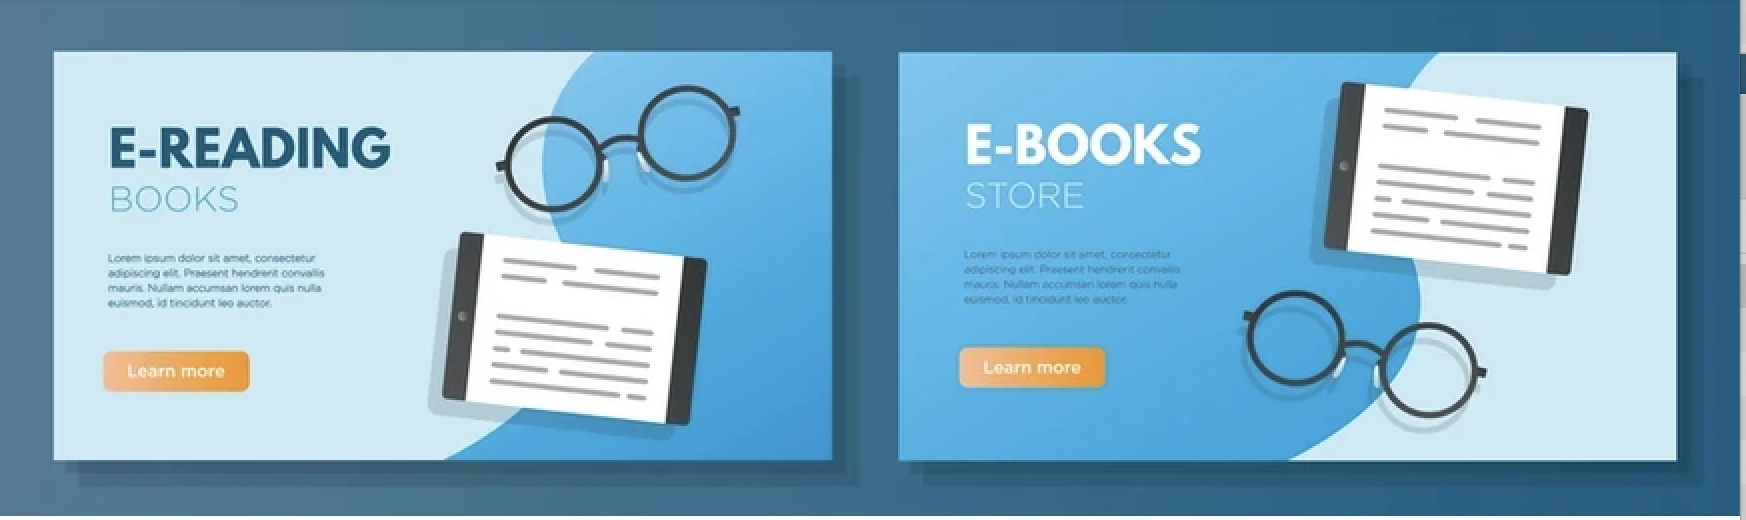 E-READING
BOOKS
Lorem ipsum dolor sit amet, consectetur
adipiscing elit. Praesent hendrerit convallis
mauris. Nullam accumsan lorem quis nulla
euismod, id tincidunt leo auctor.
Learn more
E-BOOKS
STORE
Lorem ipsum dolor sit amet, consectetur
adipiscing elit. Praesent hendrerit convallis
mauris. Nullam accumsan lorem quis nulla
euismod, id tincidunt leo auctor.
Learn more